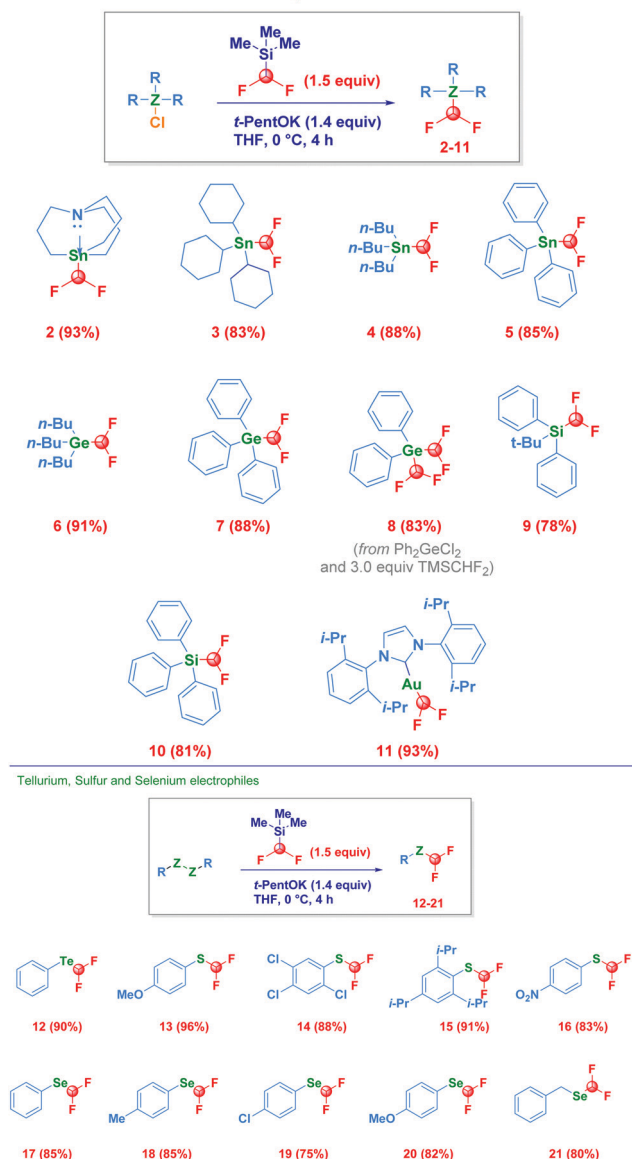 Me Me Me
Si
F F (1.5 equiv)
R
R Z R
Cl
t-PentOK (1.4 equiv)
THF, 0 °C, 4 h
R
R Z R
F F
2-11
N
Sn
F F
2 (93%)
Sn
F
F
3 (83%)
n-Bu
n-Bu Sn
n-Bu
F
F
4 (88%)
Sn
F
F
5 (85%)
n-Bu
n-Bu Ge
n-Bu
F
F
6 (91%)
Ge
F
F
7 (88%)
Ge
F
F
F F
8 (83%)
(from Ph2GeCl2
and 3.0 equiv TMSCHF2)
t-Bu Si
F
F
9 (78%)
Si
F
F
10 (81%)
i-Pr
i-Pr
N N
Au
i-Pr
i-Pr
F
F
11 (93%)
Tellurium, Sulfur and Selenium electrophiles
Me Me Me
Si
F F (1.5 equiv)
R Z Z R
t-PentOK (1.4 equiv)
THF, 0 °C, 4 h
R Z F
F
12-21
Te F
F
12 (90%)
MeO
S F
F
13 (96%)
Cl
Cl
Cl
S F
F
14 (88%)
i-Pr
i-Pr
i-Pr
S F
F
15 (91%)
O2N
S F
F
16 (83%)
Se F
F
17 (85%)
Me
Se F
F
18 (85%)
Cl
Se F
F
19 (75%)
MeO
Se F
F
20 (82%)
Se
F
F
21 (80%)